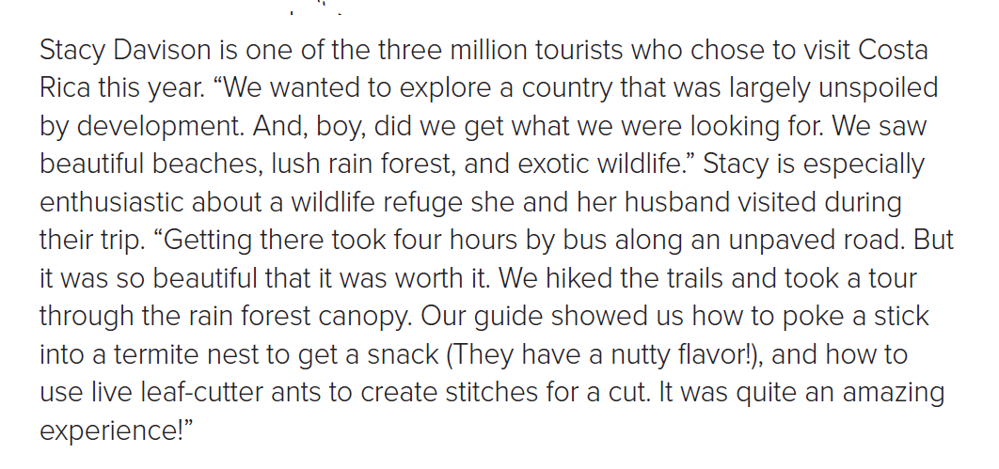 Stacy Davison is one of the three million tourists who chose to visit Costa
Rica this year. “We wanted to explore a country that was largely unspoiled
by development. And, boy, did we get what we were looking for. We saw
beautiful beaches, lush rain forest, and exotic wildlife.” Stacy is especially
enthusiastic about a wildlife refuge she and her husband visited during
their trip. “Getting there took four hours by bus along an unpaved road. But
it was so beautiful that it was worth it. We hiked the trails and took a tour
through the rain forest canopy. Our guide showed us how to poke a stick
into a termite nest to get a snack (They have a nutty flavor!), and how to
use live leaf-cutter ants to create stitches for a cut. It was quite an amazing
experience!”